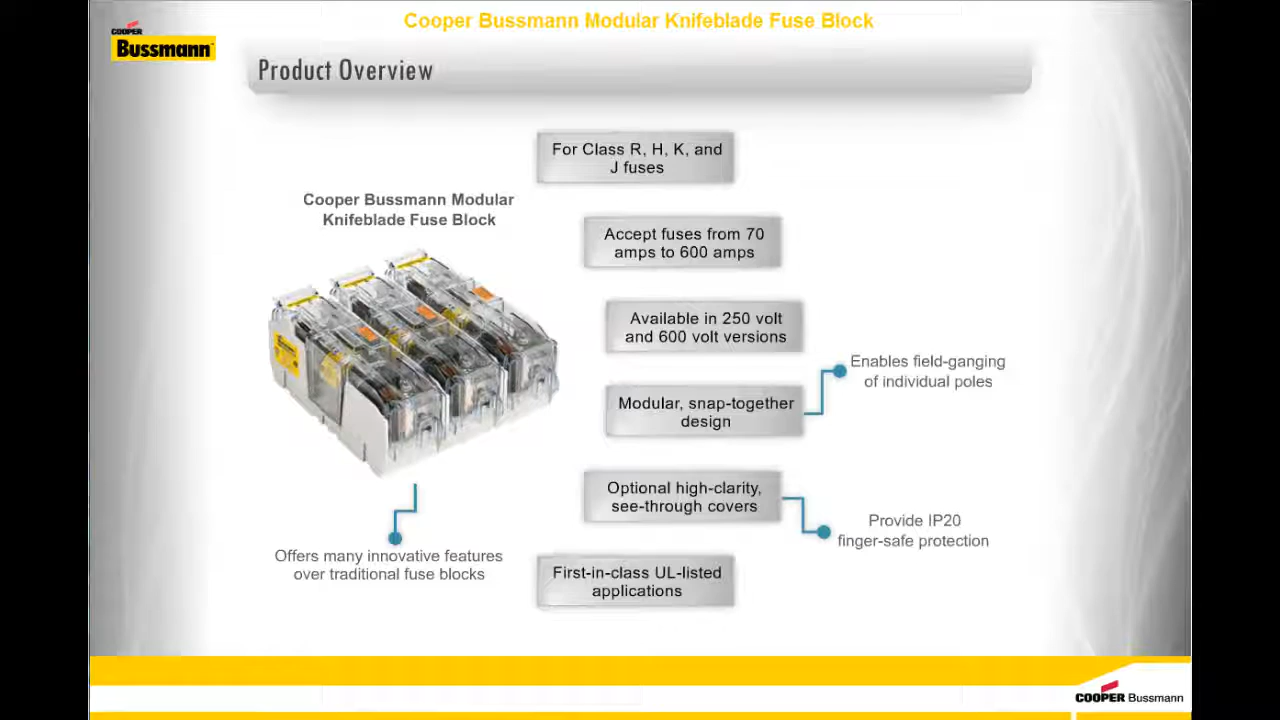 Cooper Bussmann Modular Knifeblade Fuse Block
COOPER
Bussmann
Product Overview
For Class R, H, K, and
J fuses
Cooper Bussmann Modular
Knifeblade Fuse Block
Accept fuses from 70
amps to 600 amps
Available in 250 volt
and 600 volt versions
Enables field-ganging
of individual poles
Modular, snap-together
design
Optional high-clarity,
see-through covers
Provide IP20
finger-safe protection
Offers many innovative features
over traditional fuse blocks
First-in-class UL-listed
applications
COOPER Bussmann